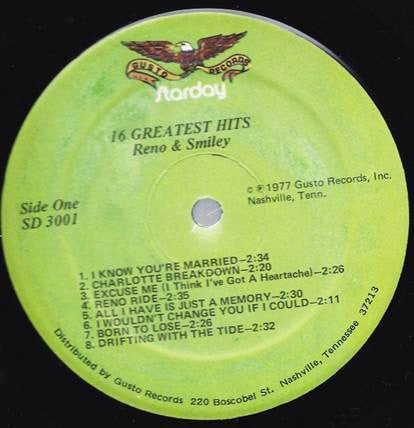 GUSTO RECORDS
Starday
16 GREATEST HITS
Reno & Smiley
Side One
SD 3001
© ℗ 1977 Gusto Records, Inc.
Nashville, Tenn.
1. I KNOW YOU'RE MARRIED—2:34
2. CHARLOTTE BREAKDOWN—2:20
3. EXCUSE ME (I Think I've Got A Heartache)—2:26
4. RENO RIDE—2:35
5. ALL I HAVE IS JUST A MEMORY—2:30
6. I WOULDN'T CHANGE YOU IF I COULD—2:11
7. BORN TO LOSE—2:26
8. DRIFTING WITH THE TIDE—2:32
Distributed by Gusto Records 220 Boscobel St. Nashville, Tennessee 37213